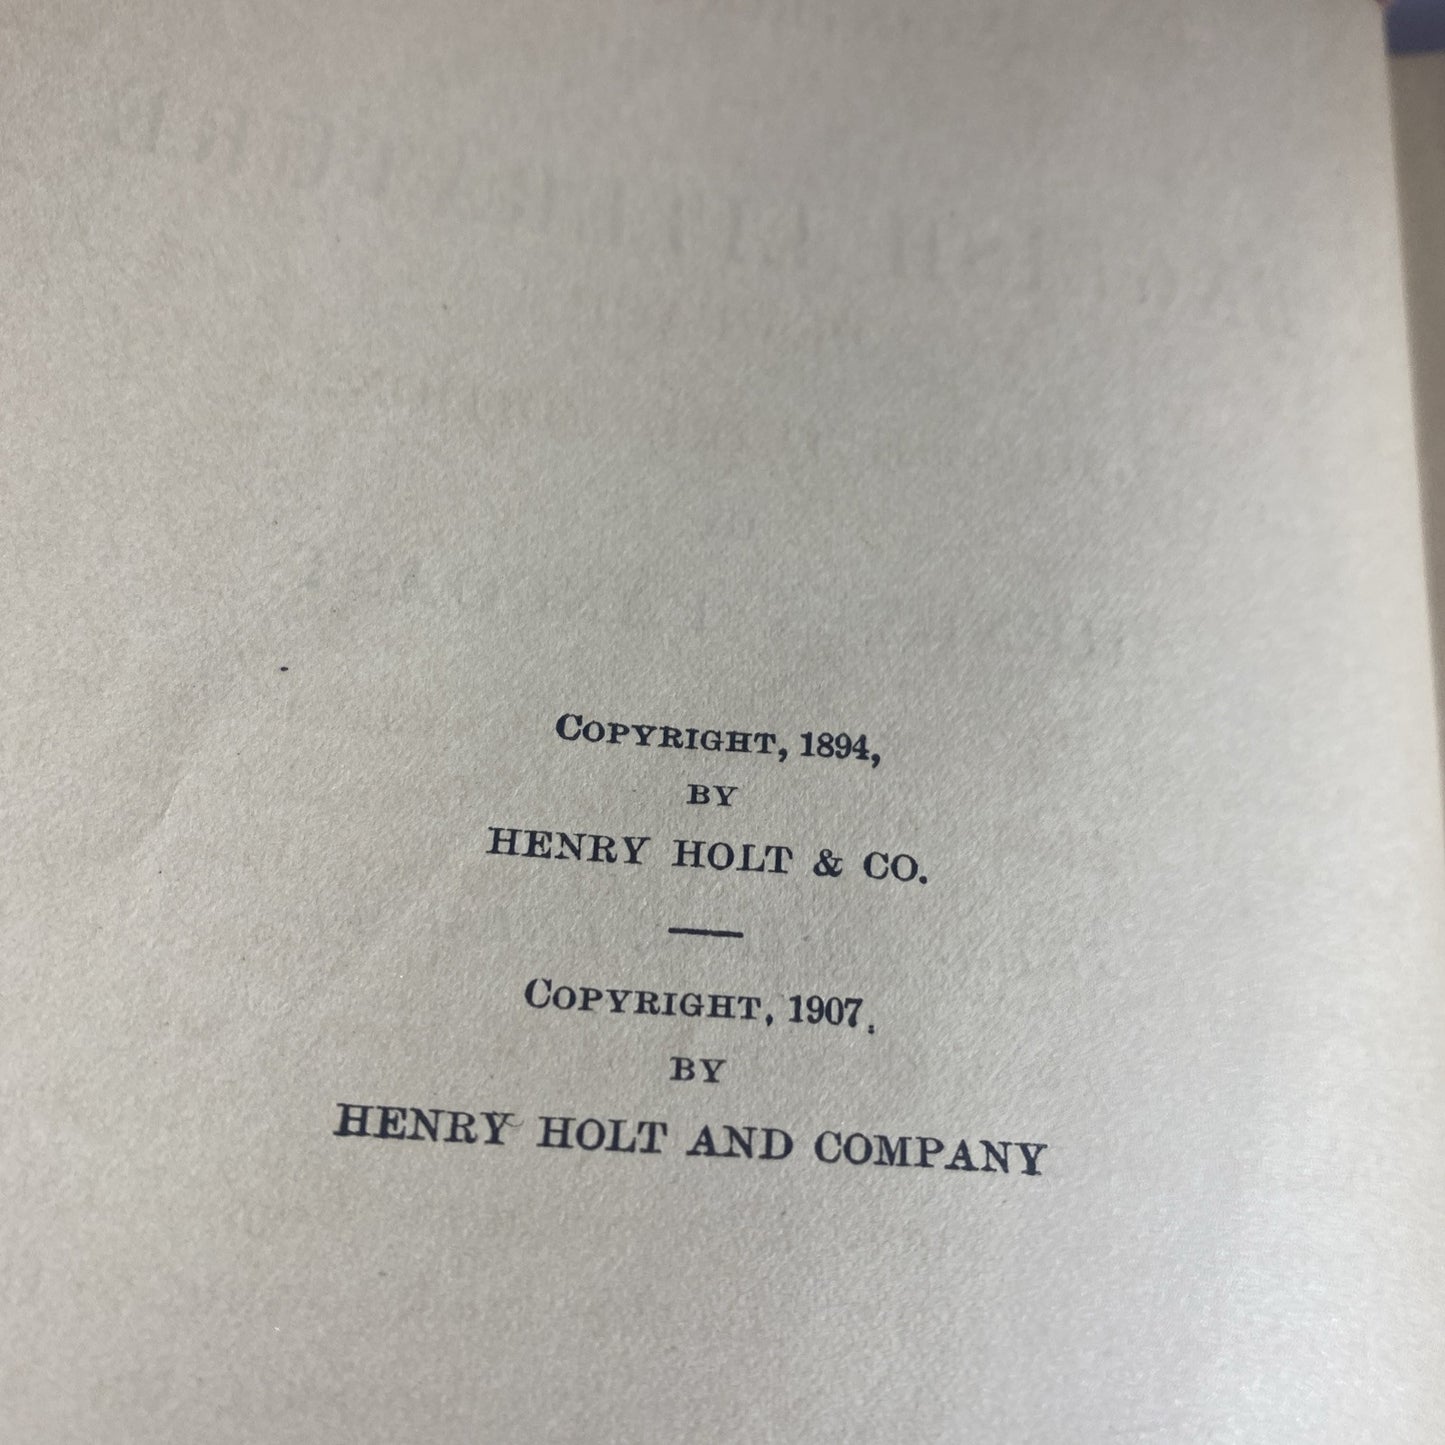 COPYRIGHT, 1894,
BY
HENRY HOLT & CO.
COPYRIGHT, 1907.
BY
HENRY HOLT AND COMPANY